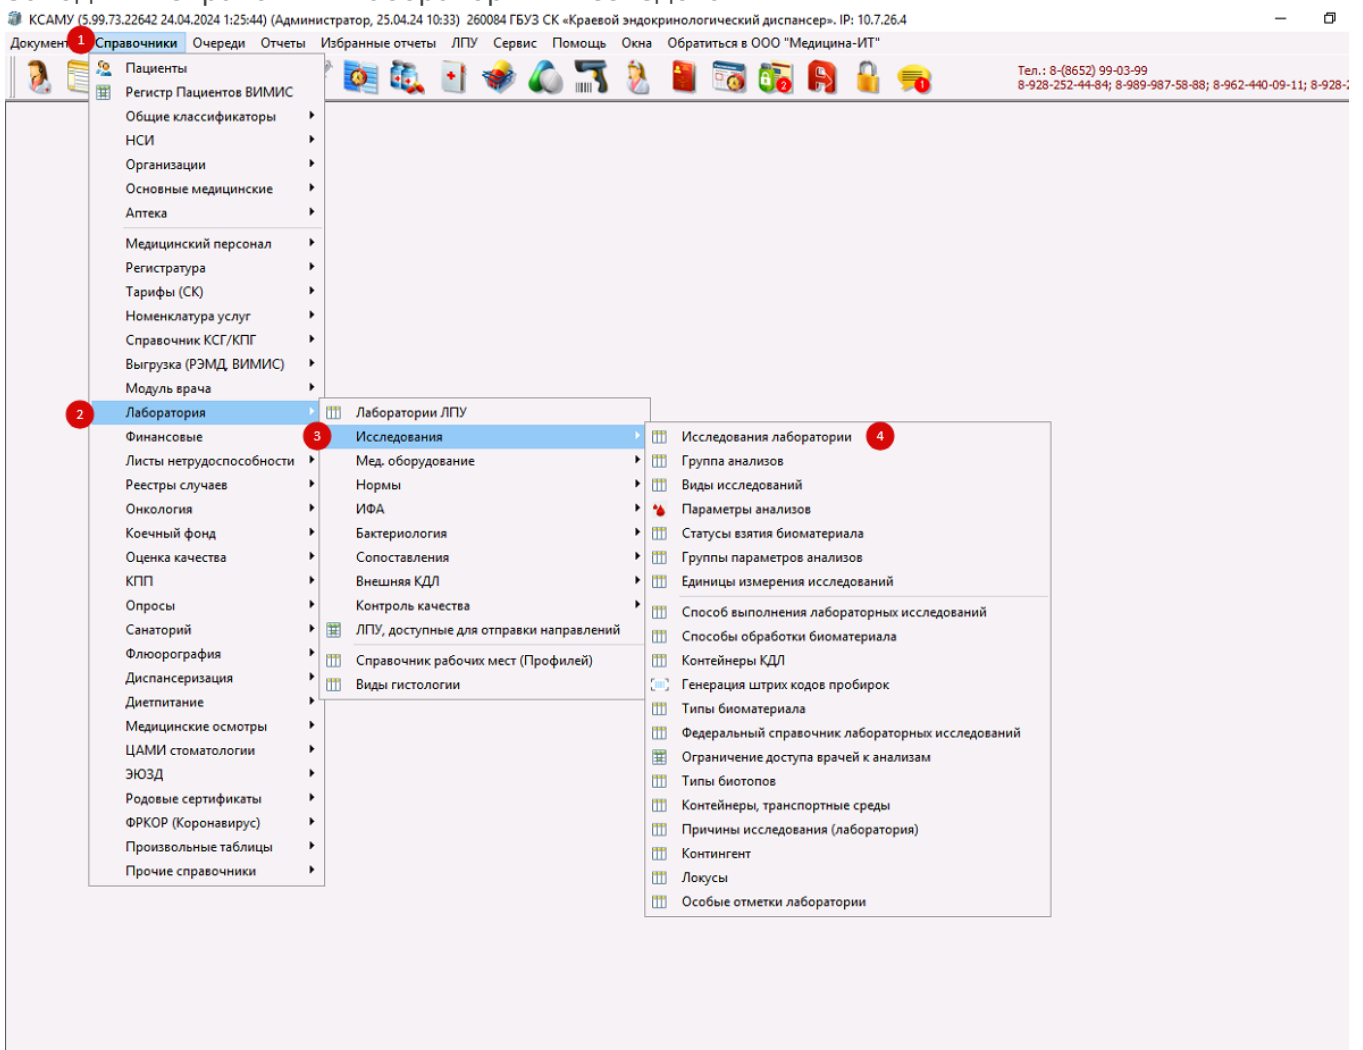 КСАМУ (5.99.73.22642 24.04.2024 1:25:44) (Администратор, 25.04.24 10:33) 260084 ГБУЗ СК «Краевой эндокринологический диспансер». IP: 10.7.26.4
Документ 1 Справочники Очереди Отчеты Избранные отчеты ЛПУ Сервис Помощь Окна Обратиться в ООО "Медицина-ИТ"
Тел.: 8-(8652) 99-03-99
8-928-252-44-84; 8-989-987-58-88; 8-962-440-09-11; 8-928-2
2
1
Пациенты
Регистр Пациентов ВИМИС
Общие классификаторы
НСИ
Организации
Основные медицинские
Аптека
Медицинский персонал
Регистратура
Тарифы (СК)
Номенклатура услуг
Справочник КСГ/КПГ
Выгрузка (РЭМД, ВИМИС)
Модуль врача
2 Лаборатория
Финансовые
Листы нетрудоспособности
Реестры случаев
Онкология
Коечный фонд
Оценка качества
КПП
Опросы
Санаторий
Флюорография
Диспансеризация
Диетпитание
Медицинские осмотры
ЦАМИ стоматологии
ЭЮЗД
Родовые сертификаты
ФРКОР (Коронавирус)
Произвольные таблицы
Прочие справочники
Лаборатории ЛПУ
3 Исследования
Мед. оборудование
Нормы
ИФА
Бактериология
Сопоставления
Внешняя КДЛ
Контроль качества
ЛПУ, доступные для отправки направлений
Справочник рабочих мест (Профилей)
Виды гистологии
Исследования лаборатории 4
Группа анализов
Виды исследований
Параметры анализов
Статусы взятия биоматериала
Группы параметров анализов
Единицы измерения исследований
Способ выполнения лабораторных исследований
Способы обработки биоматериала
Контейнеры КДЛ
Генерация штрих кодов пробирок
Типы биоматериала
Федеральный справочник лабораторных исследований
Ограничение доступа врачей к анализам
Типы биотопов
Контейнеры, транспортные среды
Причины исследования (лаборатория)
Контингент
Локусы
Особые отметки лаборатории